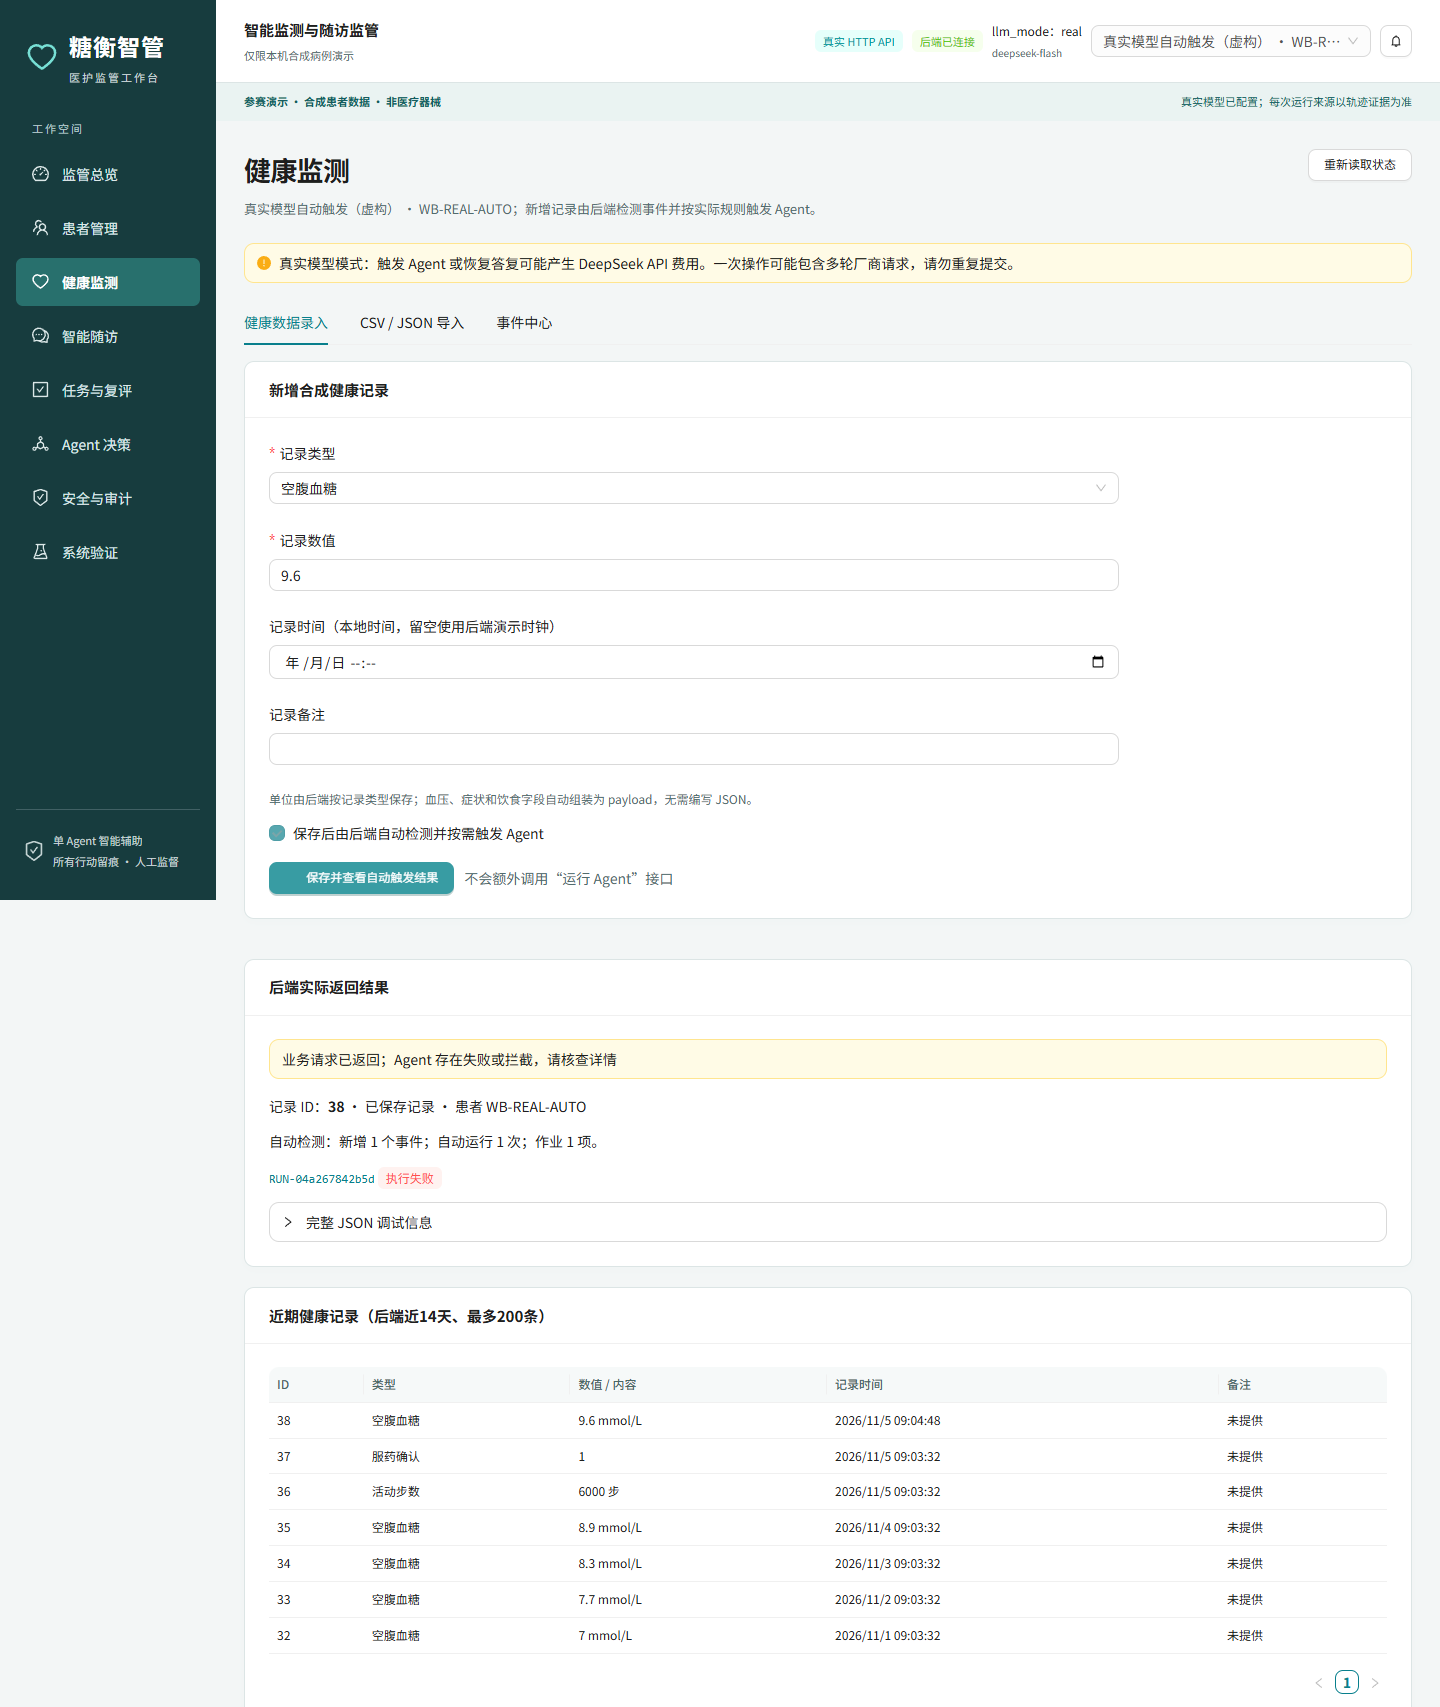 糖衡智管
医护监管工作台
工作空间
监管总览
患者管理
健康监测
智能随访
任务与复评
Agent 决策
安全与审计
系统验证
单 Agent 智能辅助
所有行动留痕 · 人工监督
智能监测与随访监管
仅限本机合成病例演示
真实 HTTP API
后端已连接
llm_mode：real
deepseek-flash
真实模型自动触发（虚构） · WB-R···
参赛演示 · 合成患者数据 · 非医疗器械
真实模型已配置；每次运行来源以轨迹证据为准
健康监测
重新读取状态
真实模型自动触发（虚构） · WB-REAL-AUTO；新增记录由后端检测事件并按实际规则触发 Agent。
真实模型模式：触发 Agent 或恢复答复可能产生 DeepSeek API 费用。一次操作可能包含多轮厂商请求，请勿重复提交。
健康数据录入
CSV / JSON 导入
事件中心
新增合成健康记录
* 记录类型
空腹血糖
* 记录数值
9.6
记录时间（本地时间，留空使用后端演示时钟）
年 /月/日 --:--
记录备注
单位由后端按记录类型保存；血压、症状和饮食字段自动组装为 payload，无需编写 JSON。
保存后由后端自动检测并按需触发 Agent
保存并查看自动触发结果
不会额外调用“运行 Agent”接口
后端实际返回结果
业务请求已返回；Agent 存在失败或拦截，请核查详情
记录 ID：38 · 已保存记录 · 患者 WB-REAL-AUTO
自动检测：新增 1 个事件；自动运行 1 次；作业 1 项。
RUN-04a267842b5d 执行失败
完整 JSON 调试信息
近期健康记录（后端近14天、最多200条）
ID 类型 数值 / 内容 记录时间 备注
38 空腹血糖 9.6 mmol/L 2026/11/5 09:04:48 未提供
37 服药确认 1 2026/11/5 09:03:32 未提供
36 活动步数 6000 步 2026/11/5 09:03:32 未提供
35 空腹血糖 8.9 mmol/L 2026/11/4 09:03:32 未提供
34 空腹血糖 8.3 mmol/L 2026/11/3 09:03:32 未提供
33 空腹血糖 7.7 mmol/L 2026/11/2 09:03:32 未提供
32 空腹血糖 7 mmol/L 2026/11/1 09:03:32 未提供
1